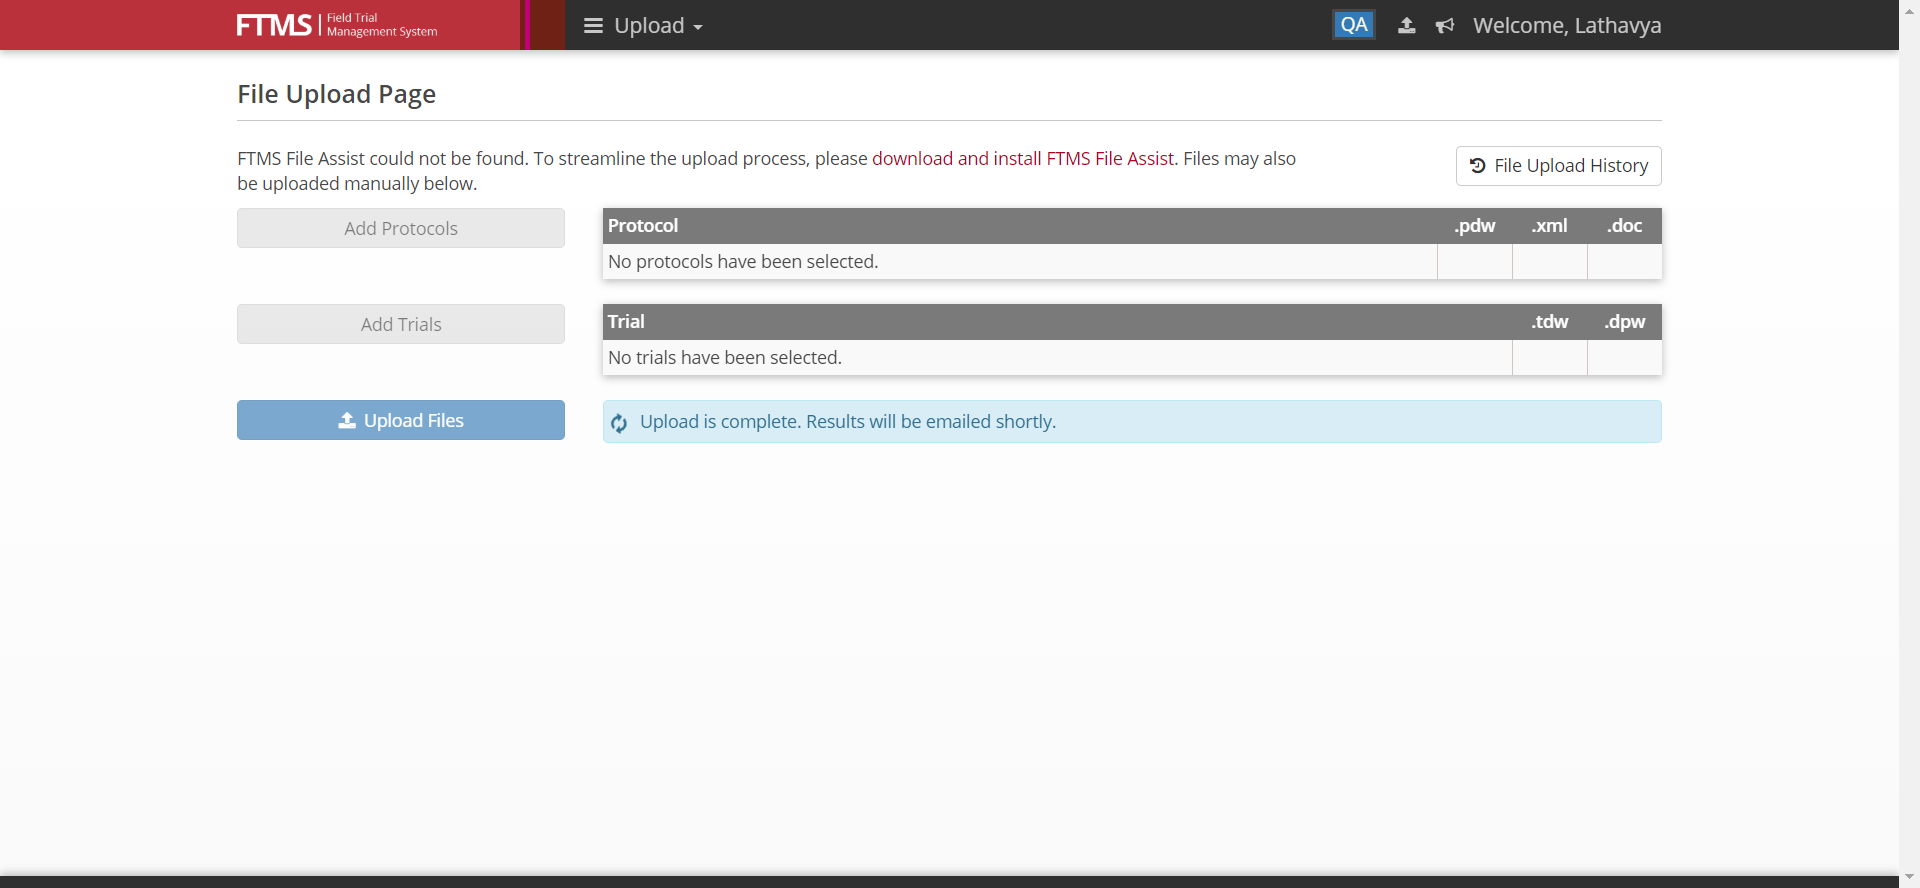 FTMS Field Trial
Management System
Upload
QA
Welcome, Lathavya
File Upload Page
FTMS File Assist could not be found. To streamline the upload process, please download and install FTMS File Assist. Files may also
be uploaded manually below.
File Upload History
Add Protocols
Protocol .pdw .xml .doc
No protocols have been selected.
Add Trials
Trial .tdw .dpw
No trials have been selected.
Upload Files
Upload is complete. Results will be emailed shortly.